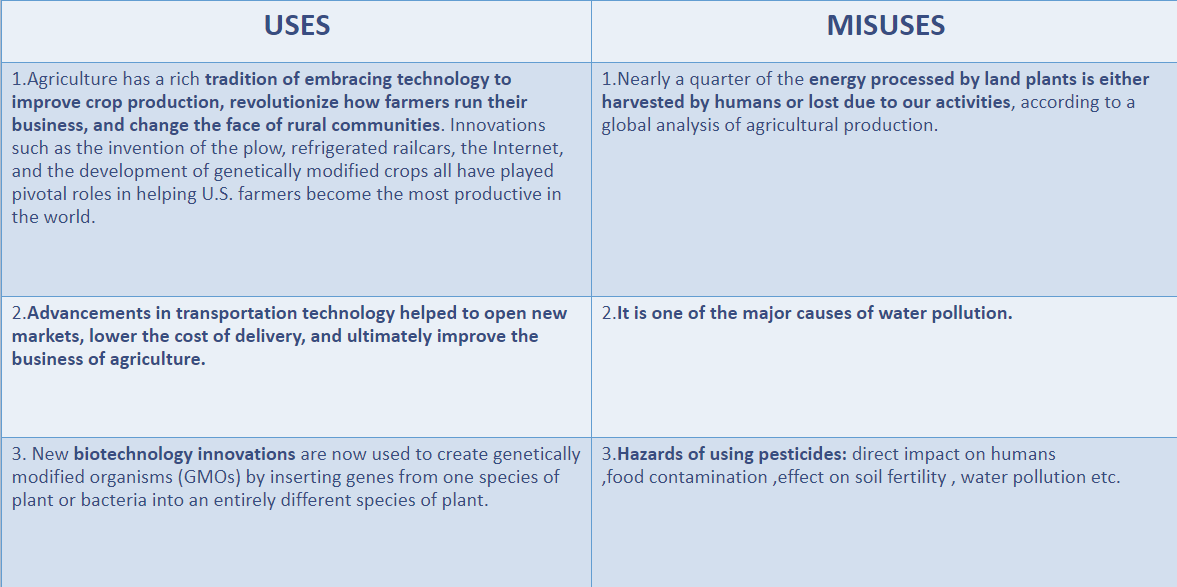 USES
MISUSES
1.Agriculture has a rich tradition of embracing technology to
improve crop production, revolutionize how farmers run their
business, and change the face of rural communities. Innovations
such as the invention of the plow, refrigerated railcars, the Internet,
and the development of genetically modified crops all have played
pivotal roles in helping U.S. farmers become the most productive in
the world.
1.Nearly a quarter of the energy processed by land plants is either
harvested by humans or lost due to our activities, according to a
global analysis of agricultural production.
2.Advancements in transportation technology helped to open new
markets, lower the cost of delivery, and ultimately improve the
business of agriculture.
2.It is one of the major causes of water pollution.
3. New biotechnology innovations are now used to create genetically
modified organisms (GMOs) by inserting genes from one species of
plant or bacteria into an entirely different species of plant.
3.Hazards of using pesticides: direct impact on humans
,food contamination ,effect on soil fertility , water pollution etc.